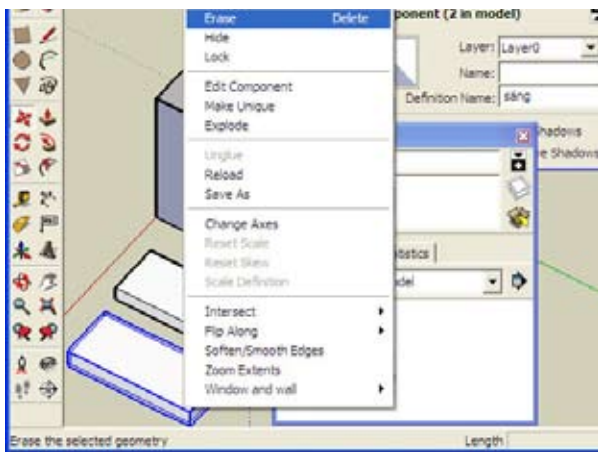 Erase Delete
Hide
Lock
Edit Component
Make Unique
Explode
Unglue
Reload
Save As
Change Axes
Reset Scale
Reset Skew
Scale Definition
Intersect
Flip Along
Soften/Smooth Edges
Zoom Extents
Window and wall
ponent (2 in model)
Layer: Layer0
Name:
Definition Name: säng
hadows
e Shadows
tistics
del
Erase the selected geometry
Length